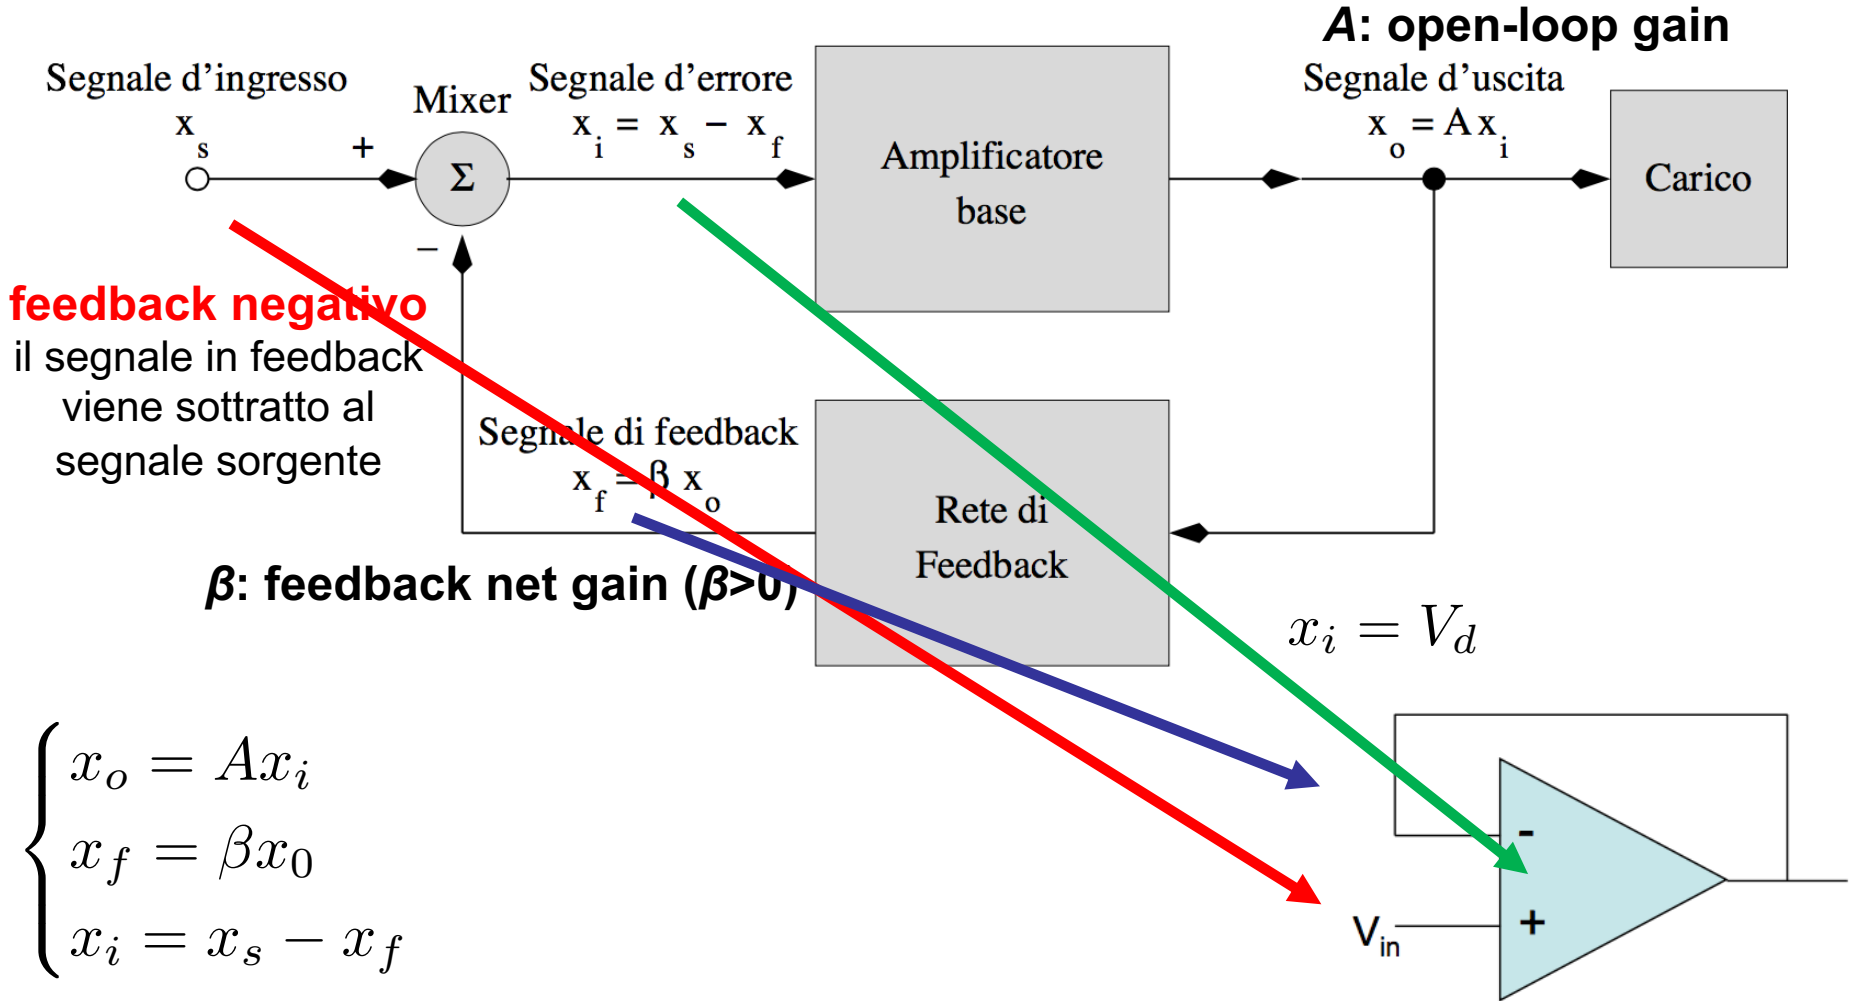 A: open-loop gain
Segnale d'ingresso
x_s
+
Mixer
Σ
−
Segnale d'errore
x_i = x_s − x_f
Amplificatore
base
Segnale d'uscita
x_o = A x_i
Carico
feedback negativo
il segnale in feedback
viene sottratto al
segnale sorgente
Segnale di feedback
x_f = β x_o
Rete di
Feedback
β: feedback net gain (β>0)
x_i = V_d
x_o = Ax_i
x_f = βx_0
x_i = x_s − x_f
-
+
V_in